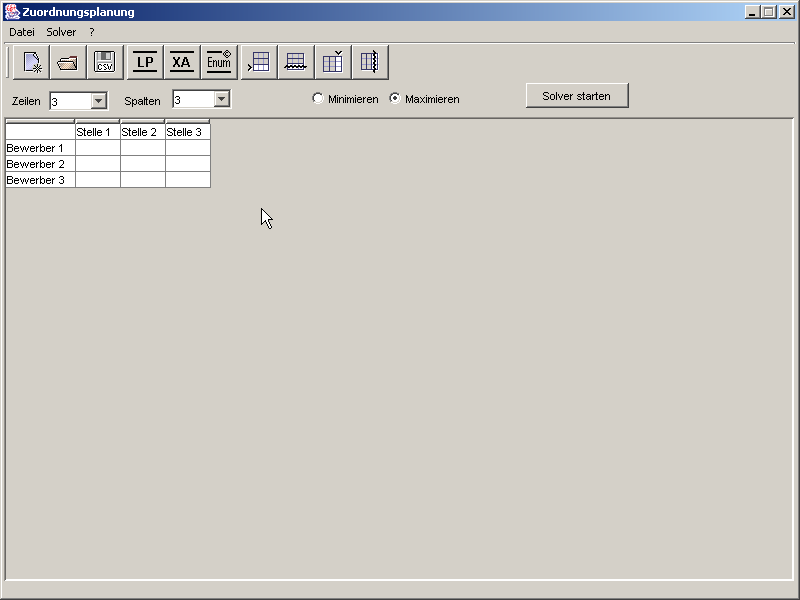 Zuordnungsplanung
Datei Solver ?
CSV LP XA Enum
Zeilen 3 Spalten 3 Minimieren Maximieren Solver starten
Stelle 1 Stelle 2 Stelle 3
Bewerber 1
Bewerber 2
Bewerber 3